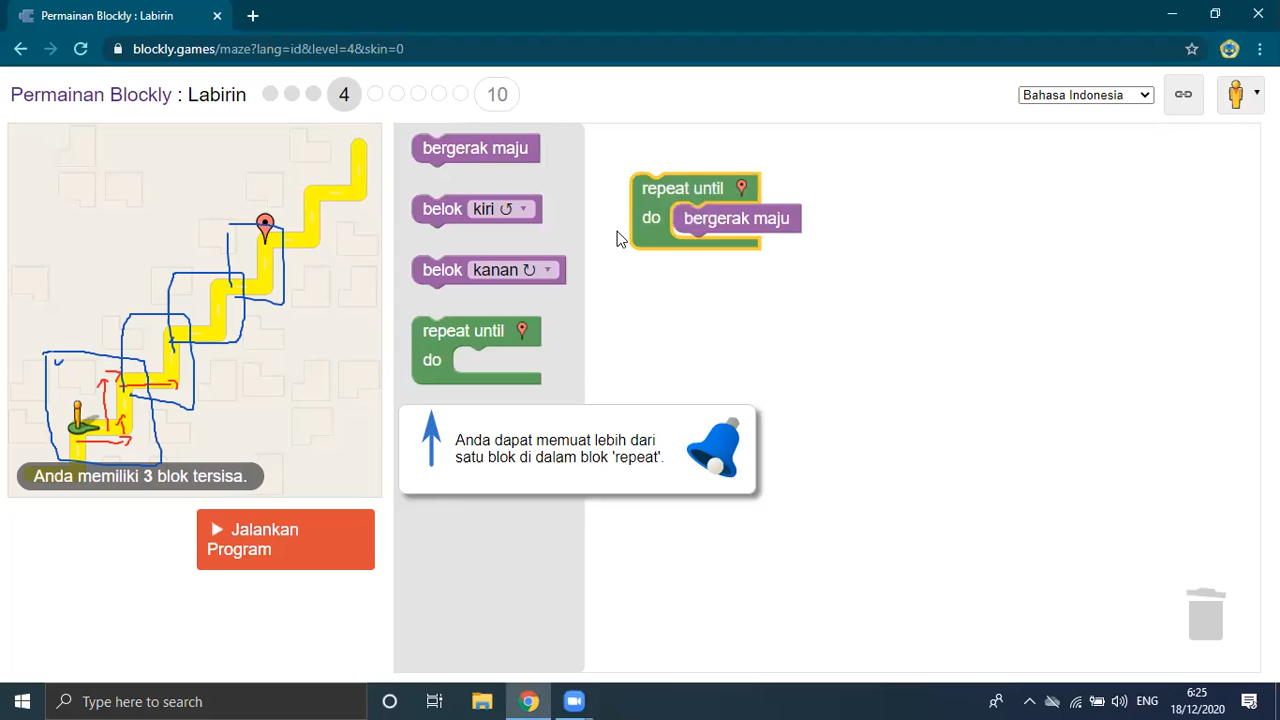 Permainan Blockly : Labirin
blockly.games/maze?lang=id&level=4&skin=0
Permainan Blockly : Labirin
4
10
Bahasa Indonesia
bergerak maju
belok kiri ↺
belok kanan ↻
repeat until
do
repeat until
do bergerak maju
Anda dapat memuat lebih dari
satu blok di dalam blok 'repeat'.
Anda memiliki 3 blok tersisa.
Jalankan
Program
Type here to search
ENG
6:25
18/12/2020